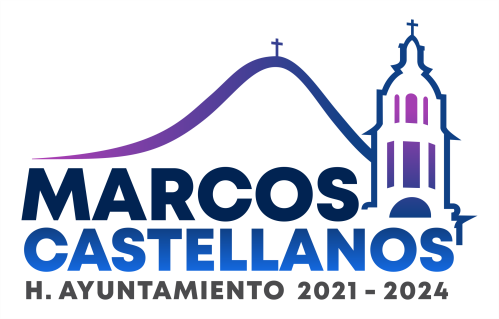 MARCOS
CASTELLANOS
H. AYUNTAMIENTO 2021 - 2024